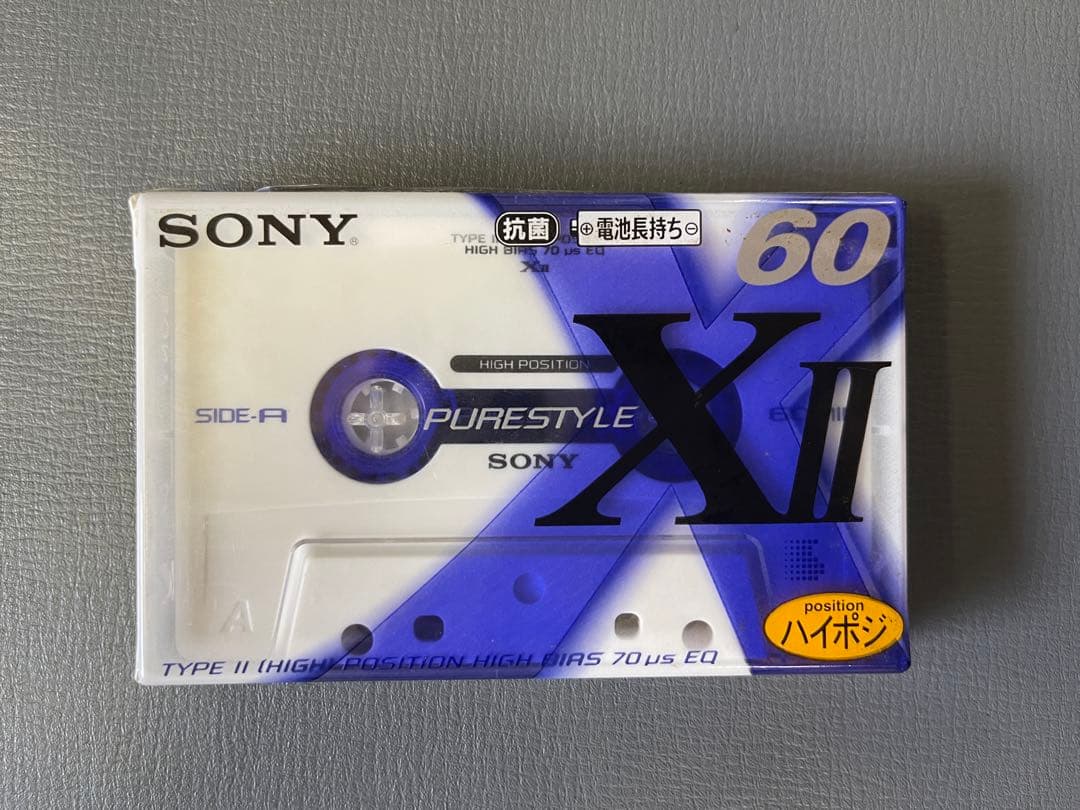 SONY®
抗菌
⊕電池長持ち⊖
60
TYPE II
HIGH BIAS 70 µs EQ
XII
HIGH POSITION
XII
SIDE-A
PURESTYLE
SONY
A
position
ハイポジ
TYPE II (HIGH) POSITION HIGH BIAS 70 µs EQ